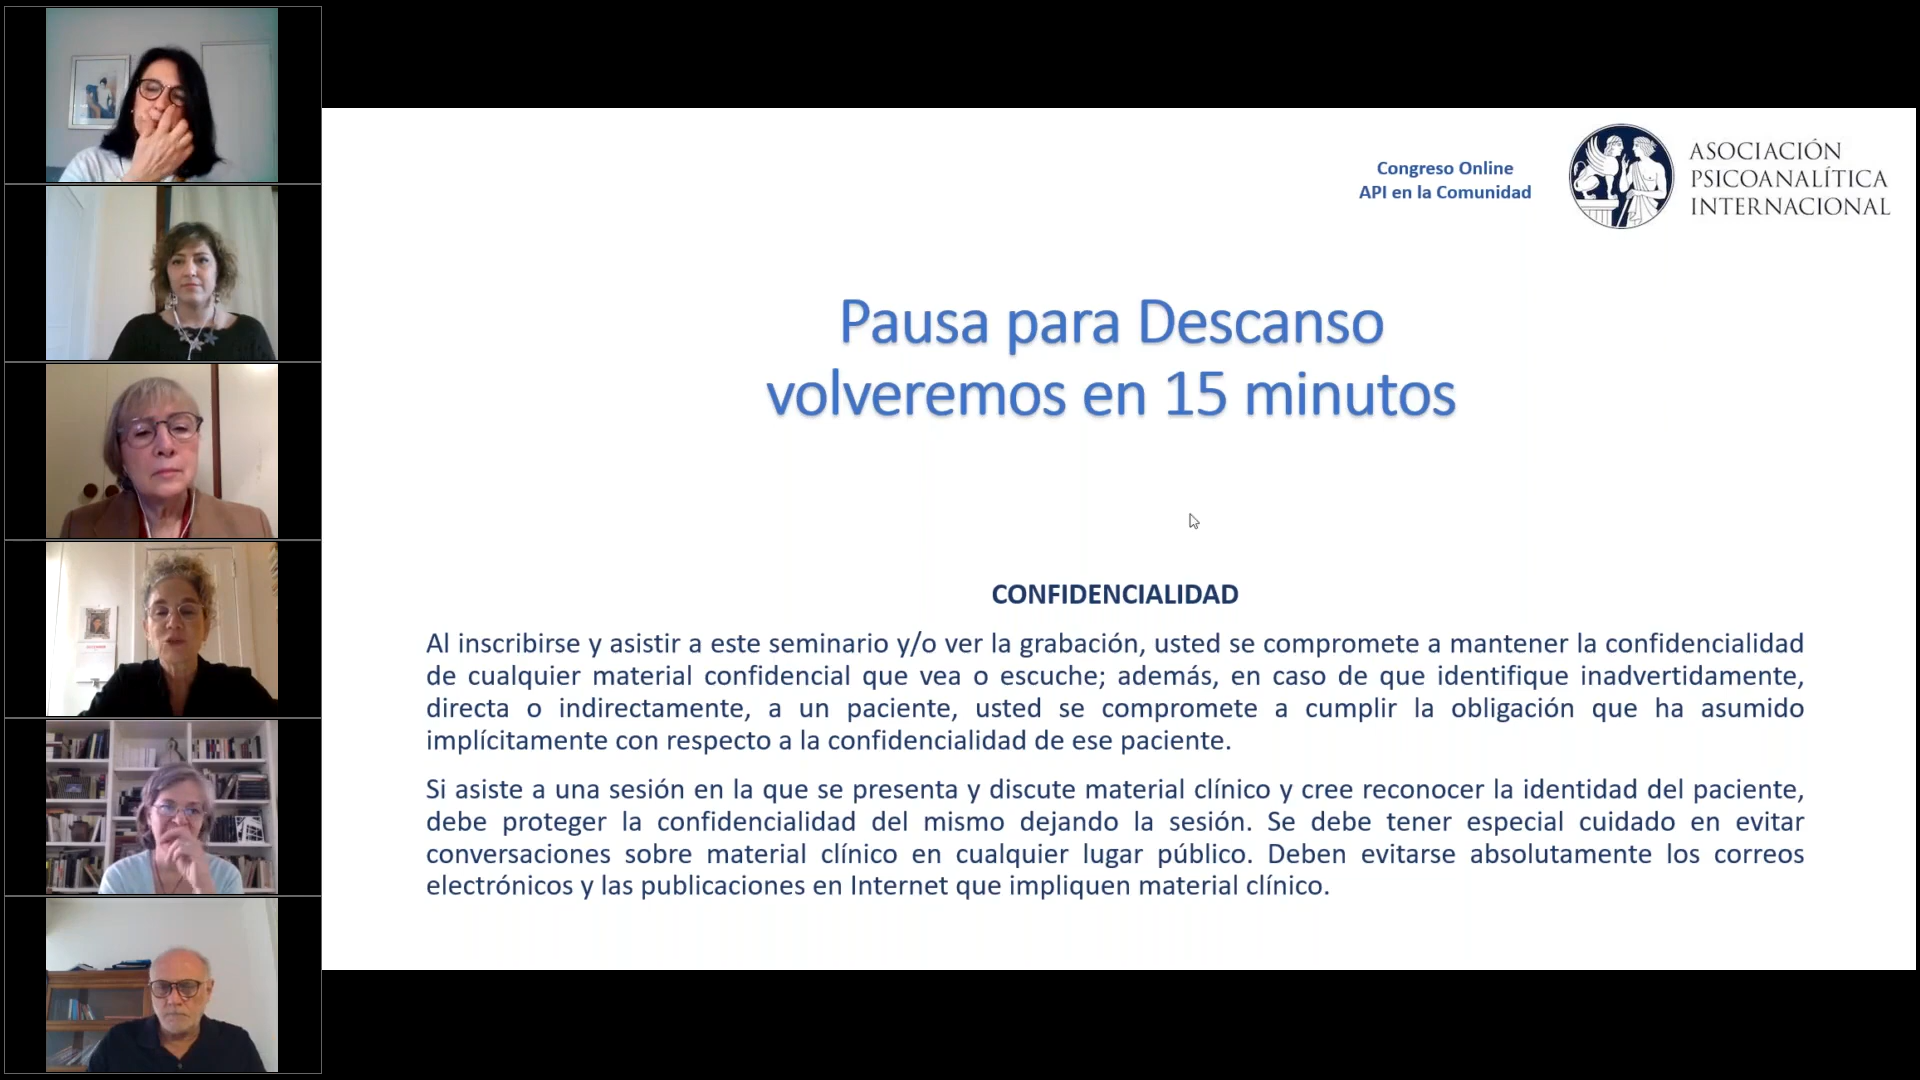 Congreso Online
API en la Comunidad
ASOCIACIÓN
PSICOANALÍTICA
INTERNACIONAL
Pausa para Descanso
volveremos en 15 minutos
CONFIDENCIALIDAD
Al inscribirse y asistir a este seminario y/o ver la grabación, usted se compromete a mantener la confidencialidad
de cualquier material confidencial que vea o escuche; además, en caso de que identifique inadvertidamente,
directa o indirectamente, a un paciente, usted se compromete a cumplir la obligación que ha asumido
implícitamente con respecto a la confidencialidad de ese paciente.
Si asiste a una sesión en la que se presenta y discute material clínico y cree reconocer la identidad del paciente,
debe proteger la confidencialidad del mismo dejando la sesión. Se debe tener especial cuidado en evitar
conversaciones sobre material clínico en cualquier lugar público. Deben evitarse absolutamente los correos
electrónicos y las publicaciones en Internet que impliquen material clínico.